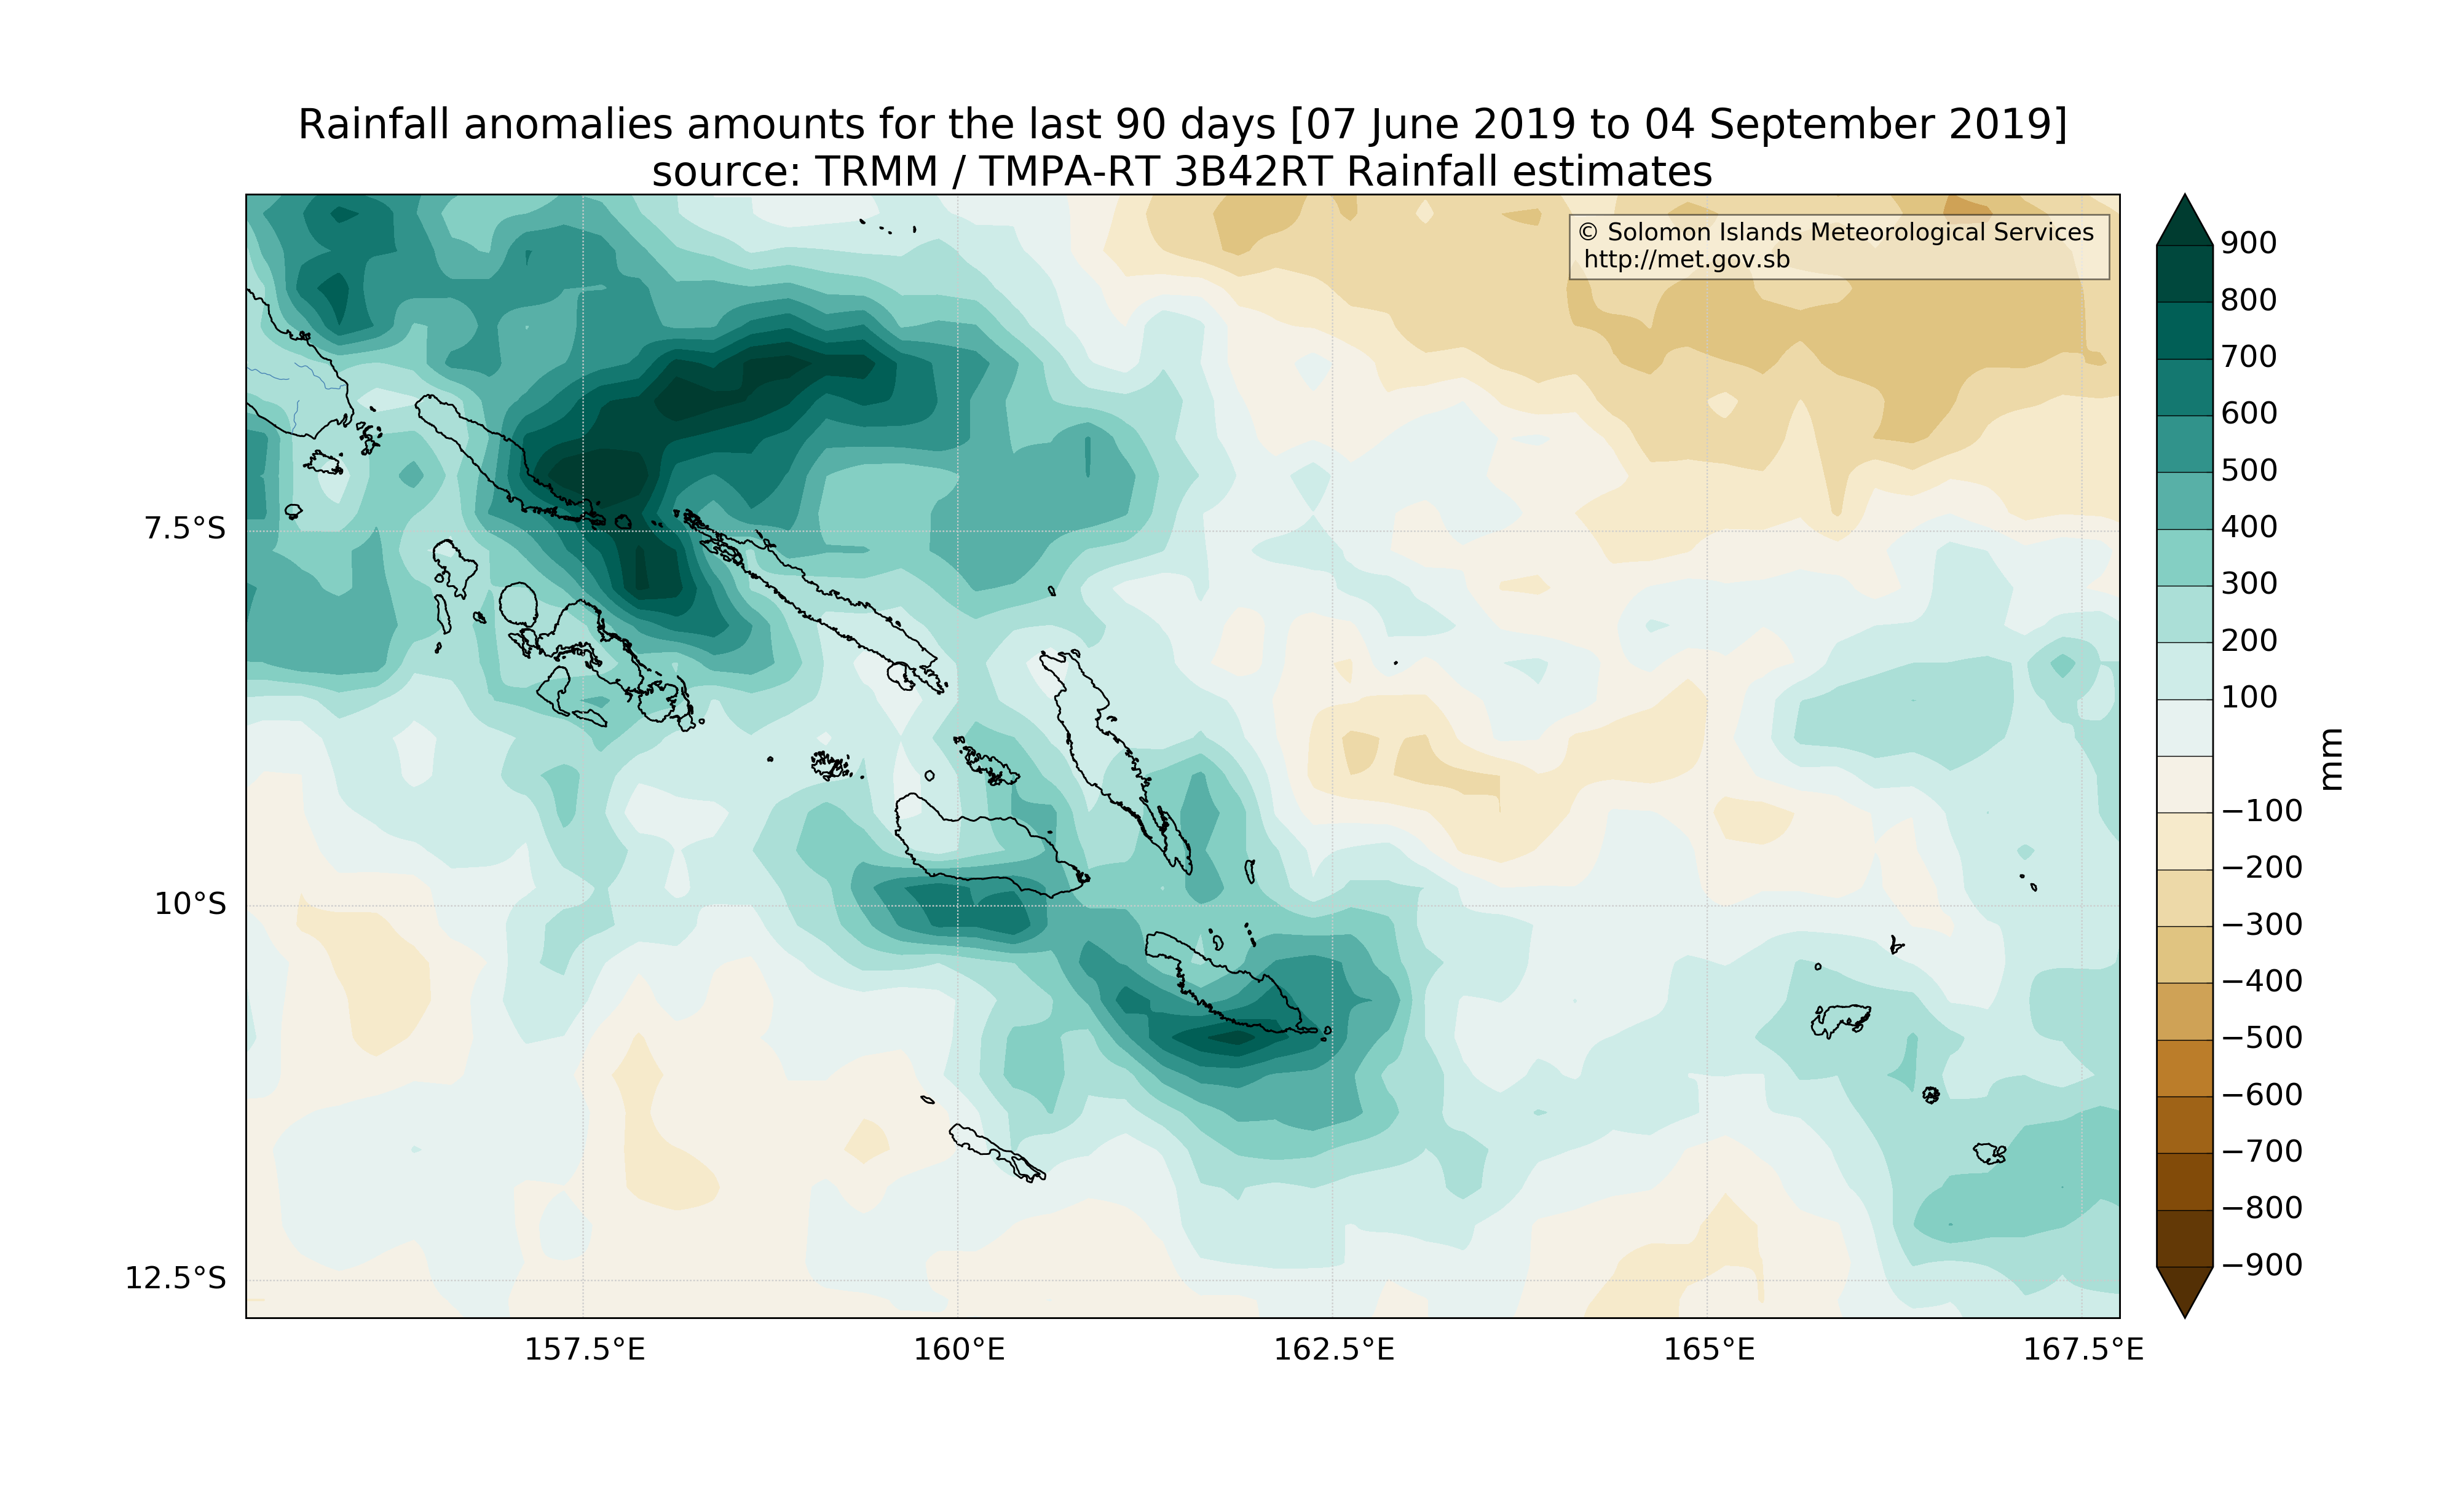 Rainfall anomalies amounts for the last 90 days [07 June 2019 to 04 September 2019]
source: TRMM / TMPA-RT 3B42RT Rainfall estimates
© Solomon Islands Meteorological Services
http://met.gov.sb
7.5°S
10°S
12.5°S
157.5°E
160°E
162.5°E
165°E
167.5°E
900
800
700
600
500
400
300
200
100
−100
−200
−300
−400
−500
−600
−700
−800
−900
mm